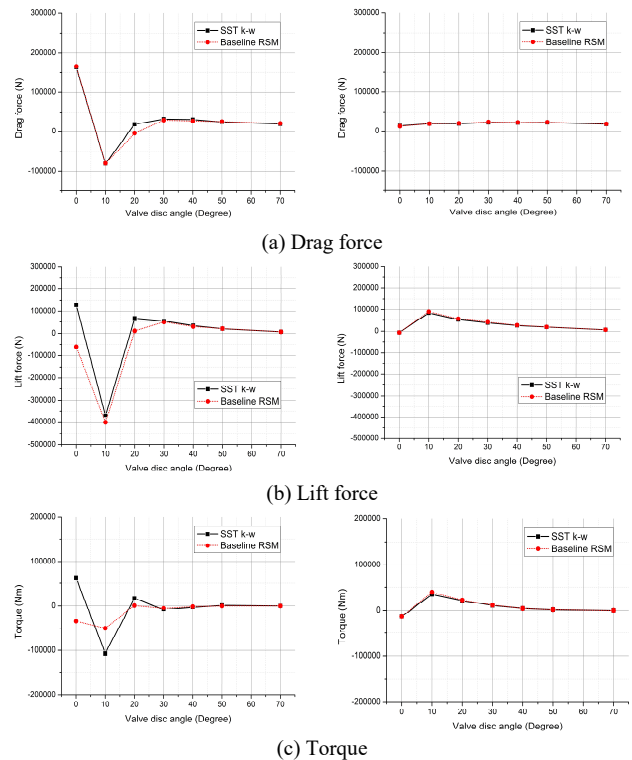 300000
200000
100000
0
-100000
Drag force (N)
SST k-w
Baseline RSM
0 10 20 30 40 50 60 70
Valve disc angle (Degree)
300000
200000
100000
0
-100000
Drag force (N)
SST k-w
Baseline RSM
0 10 20 30 40 50 60 70
Valve disc angle (Degree)
(a) Drag force
300000
200000
100000
0
-100000
-200000
-300000
-400000
-500000
Lift force (N)
SST k-w
Baseline RSM
0 10 20 30 40 50 60 70
Valve disc angle (Degree)
300000
200000
100000
0
-100000
-200000
-300000
-400000
-500000
Lift force (N)
SST k-w
Baseline RSM
0 10 20 30 40 50 60 70
Valve disc angle (Degree)
(b) Lift force
200000
100000
0
-100000
-200000
Torque (Nm)
SST k-w
Baseline RSM
0 10 20 30 40 50 60 70
Valve disc angle (Degree)
200000
100000
0
-100000
-200000
Torque (Nm)
SST k-w
Baseline RSM
0 10 20 30 40 50 60 70
Valve disc angle (Degree)
(c) Torque